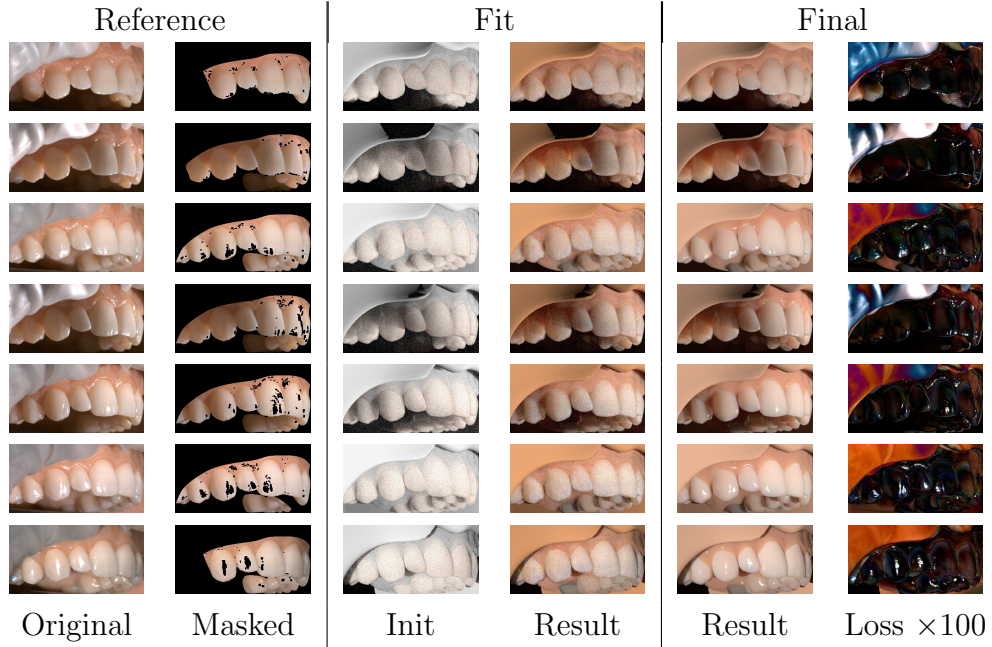 Reference Fit Final
Original Masked Init Result Result Loss ×100